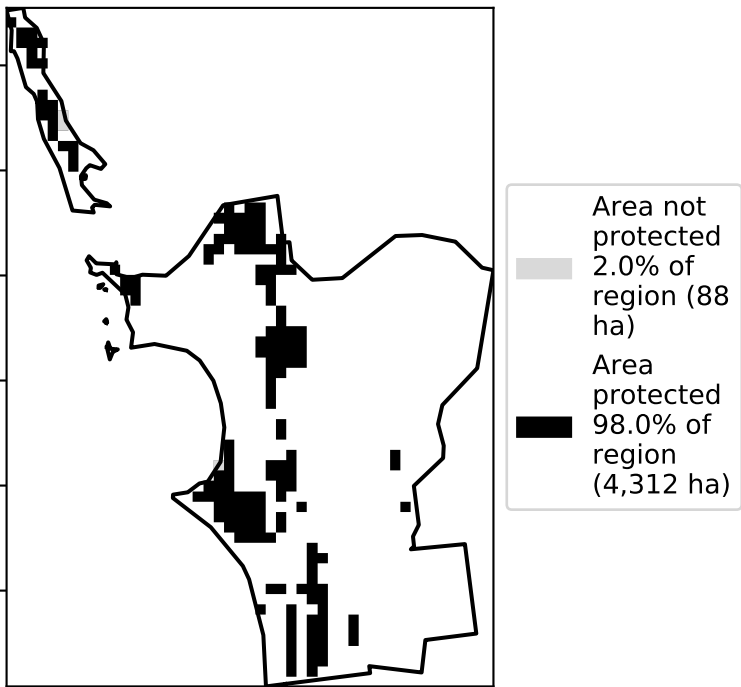 Area not
protected
2.0% of
region (88
ha)
Area
protected
98.0% of
region
(4,312 ha)